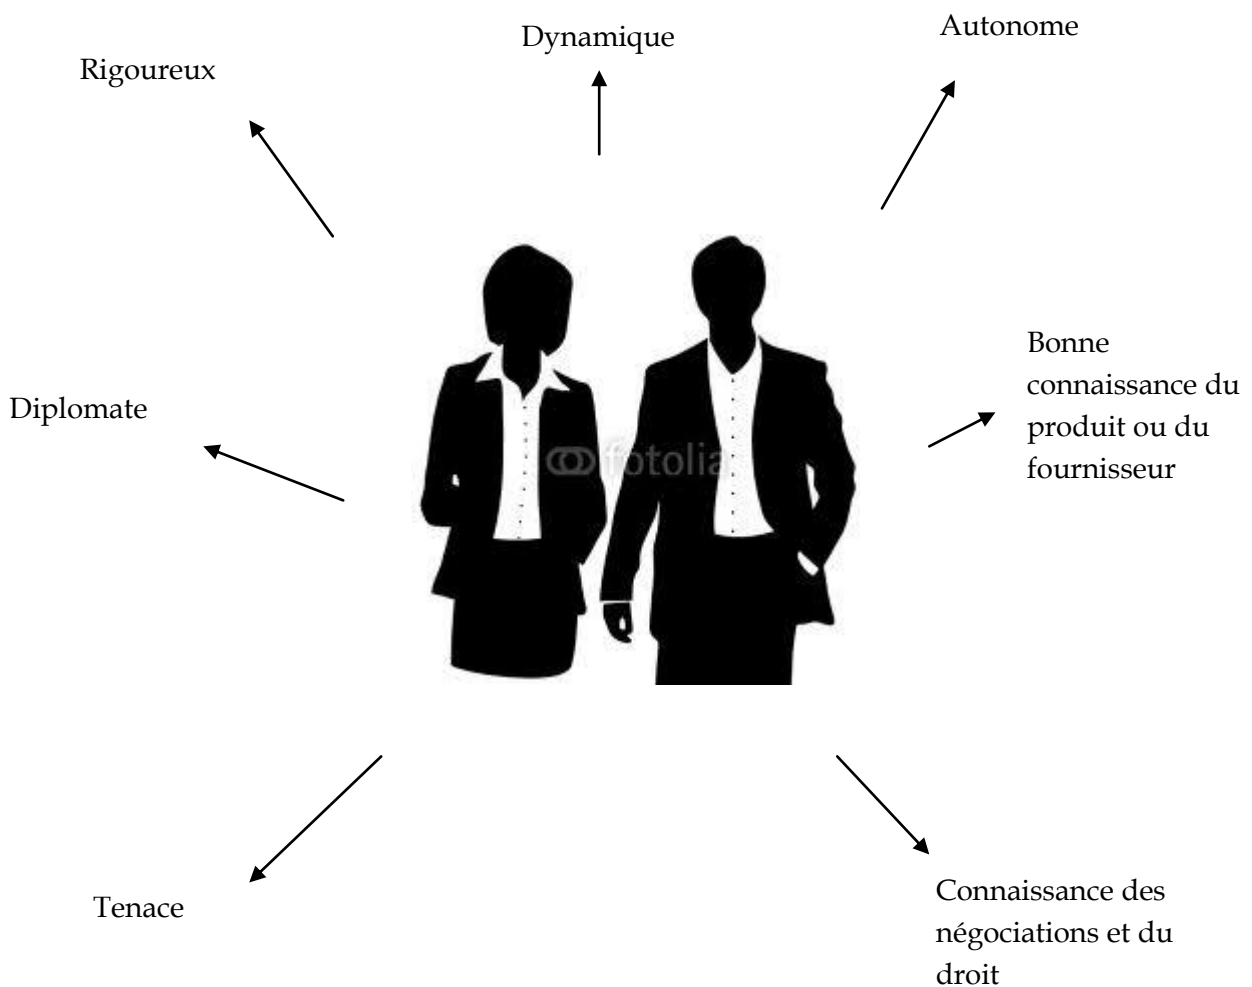 Dynamique
Autonome
Rigoureux
Bonne
connaissance du
produit ou du
fournisseur
Diplomate
fotolia
Tenace
Connaissance des
négociations et du
droit